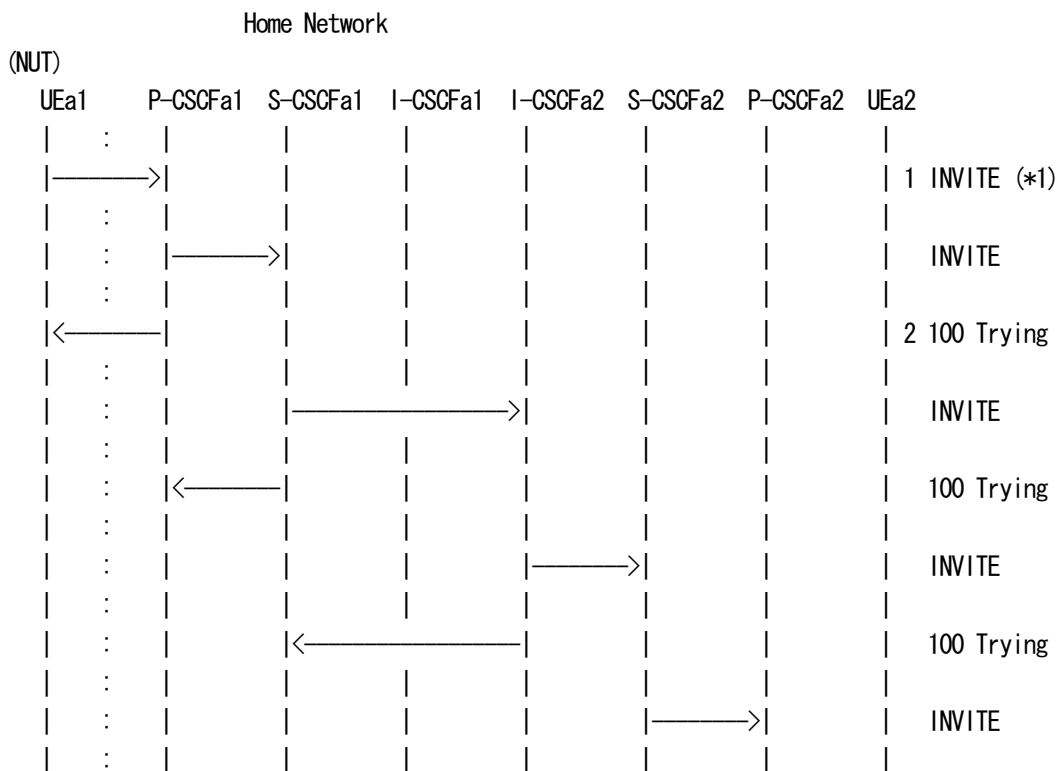 Home Network
(NUT)
UEa1 P-CSCFa1 S-CSCFa1 I-CSCFa1 I-CSCFa2 S-CSCFa2 P-CSCFa2 UEa2
1 INVITE (*1)
INVITE
2 100 Trying
INVITE
100 Trying
INVITE
100 Trying
INVITE